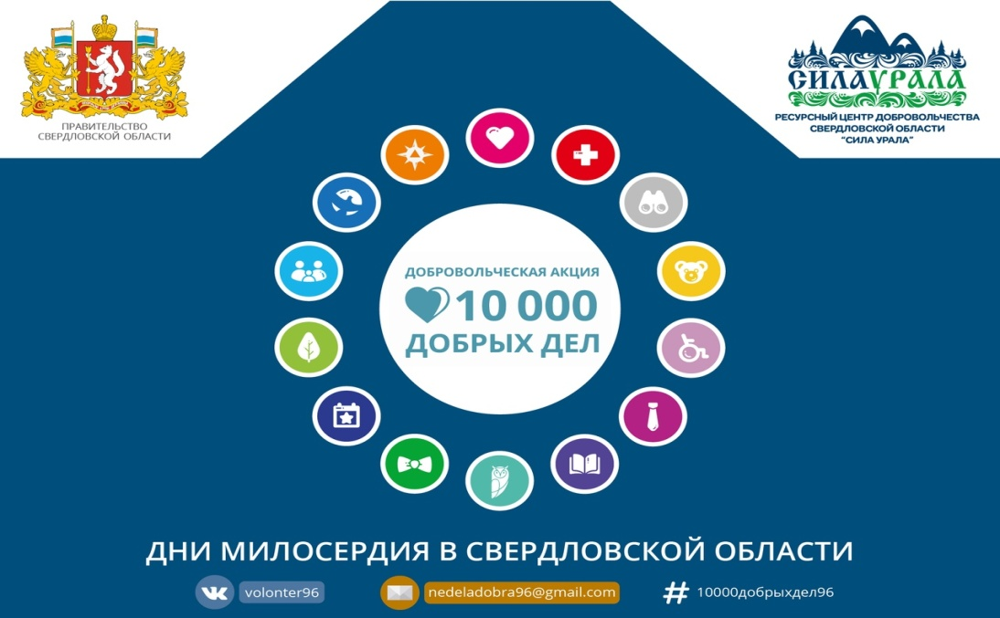 ПРАВИТЕЛЬСТВО
СВЕРДЛОВСКОЙ ОБЛАСТИ
СИЛАУРАЛА
РЕСУРСНЫЙ ЦЕНТР ДОБРОВОЛЬЧЕСТВА
СВЕРДЛОВСКОЙ ОБЛАСТИ
"СИЛА УРАЛА"
ДОБРОВОЛЬЧЕСКАЯ АКЦИЯ
10 000
ДОБРЫХ ДЕЛ
ДНИ МИЛОСЕРДИЯ В СВЕРДЛОВСКОЙ ОБЛАСТИ
volonter96 nedeladobra96@gmail.com # 10000добрыхдел96